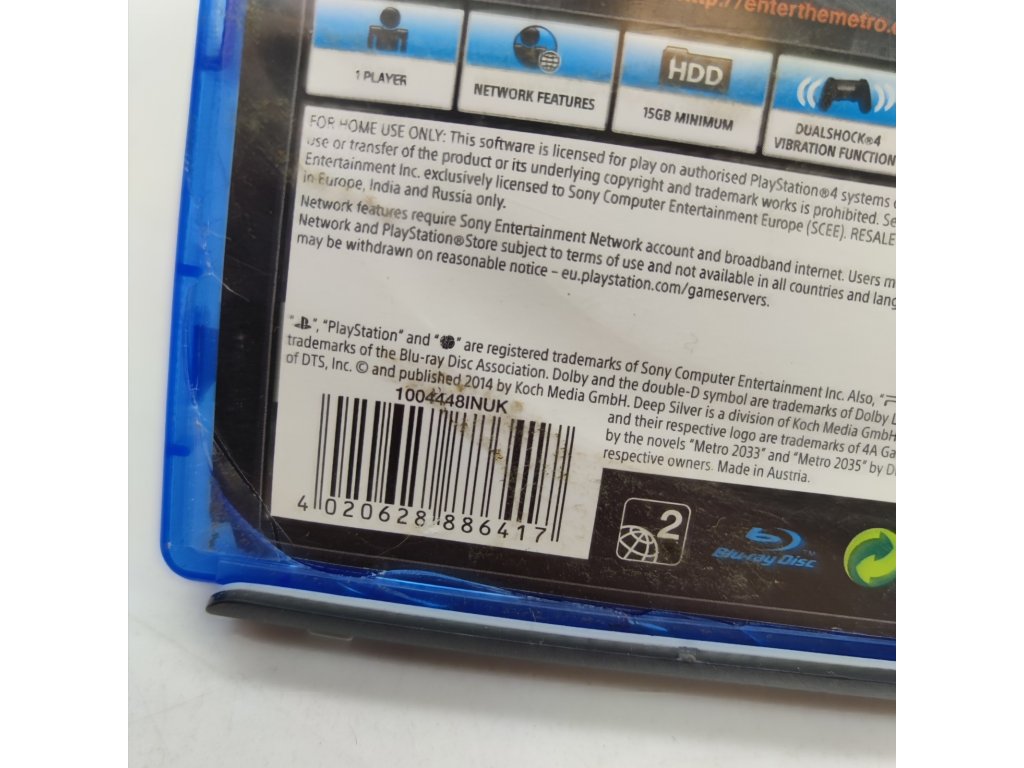 http://enterthemetro.c
1 PLAYER
NETWORK FEATURES
HDD
15GB MINIMUM
DUALSHOCK®4
VIBRATION FUNCTION
FOR HOME USE ONLY: This software is licensed for play on authorised PlayStation®4 systems
use or transfer of the product or its underlying copyright and trademark works is prohibited. Se
Entertainment Inc. exclusively licensed to Sony Computer Entertainment Europe (SCEE). RESALE
in Europe, India and Russia only.
Network features require Sony Entertainment Network account and broadband internet. Users m
Network and PlayStation®Store subject to terms of use and not available in all countries and lang
may be withdrawn on reasonable notice – eu.playstation.com/gameservers.
" ", "PlayStation" and " " are registered trademarks of Sony Computer Entertainment Inc. Also, "
trademarks of the Blu-ray Disc Association. Dolby and the double-D symbol are trademarks of Dolby L
of DTS, Inc. © and published 2014 by Koch Media GmbH. Deep Silver is a division of Koch Media GmbH
and their respective logo are trademarks of 4A Ga
by the novels "Metro 2033" and "Metro 2035" by D
respective owners. Made in Austria.
1004448INUK
4 020628 886417
2
Blu-ray Disc